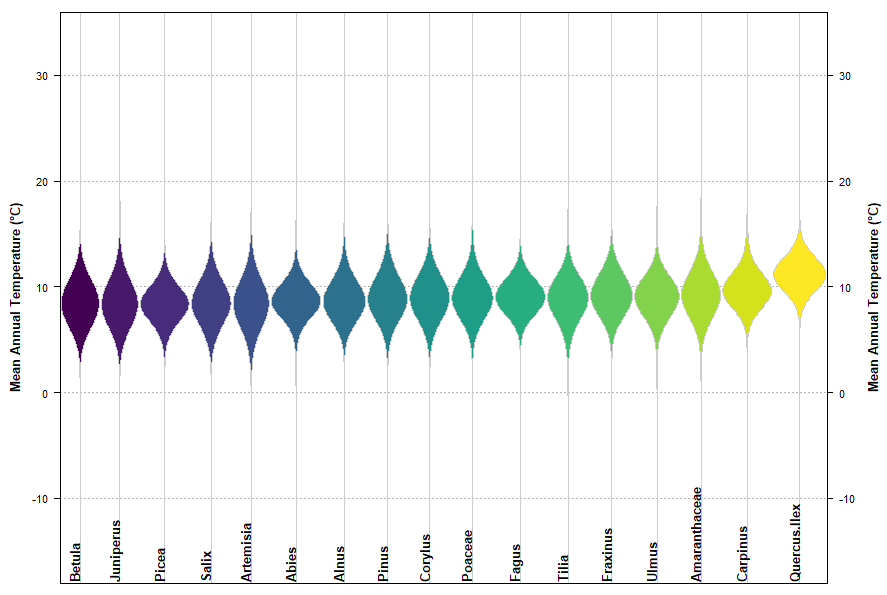 Mean Annual Temperature (°C)
30
20
10
0
-10
30
20
10
0
-10
Mean Annual Temperature (°C)
Betula
Juniperus
Picea
Salix
Artemisia
Abies
Alnus
Pinus
Corylus
Poaceae
Fagus
Tilia
Fraxinus
Ulmus
Amaranthaceae
Carpinus
Quercus.Ilex